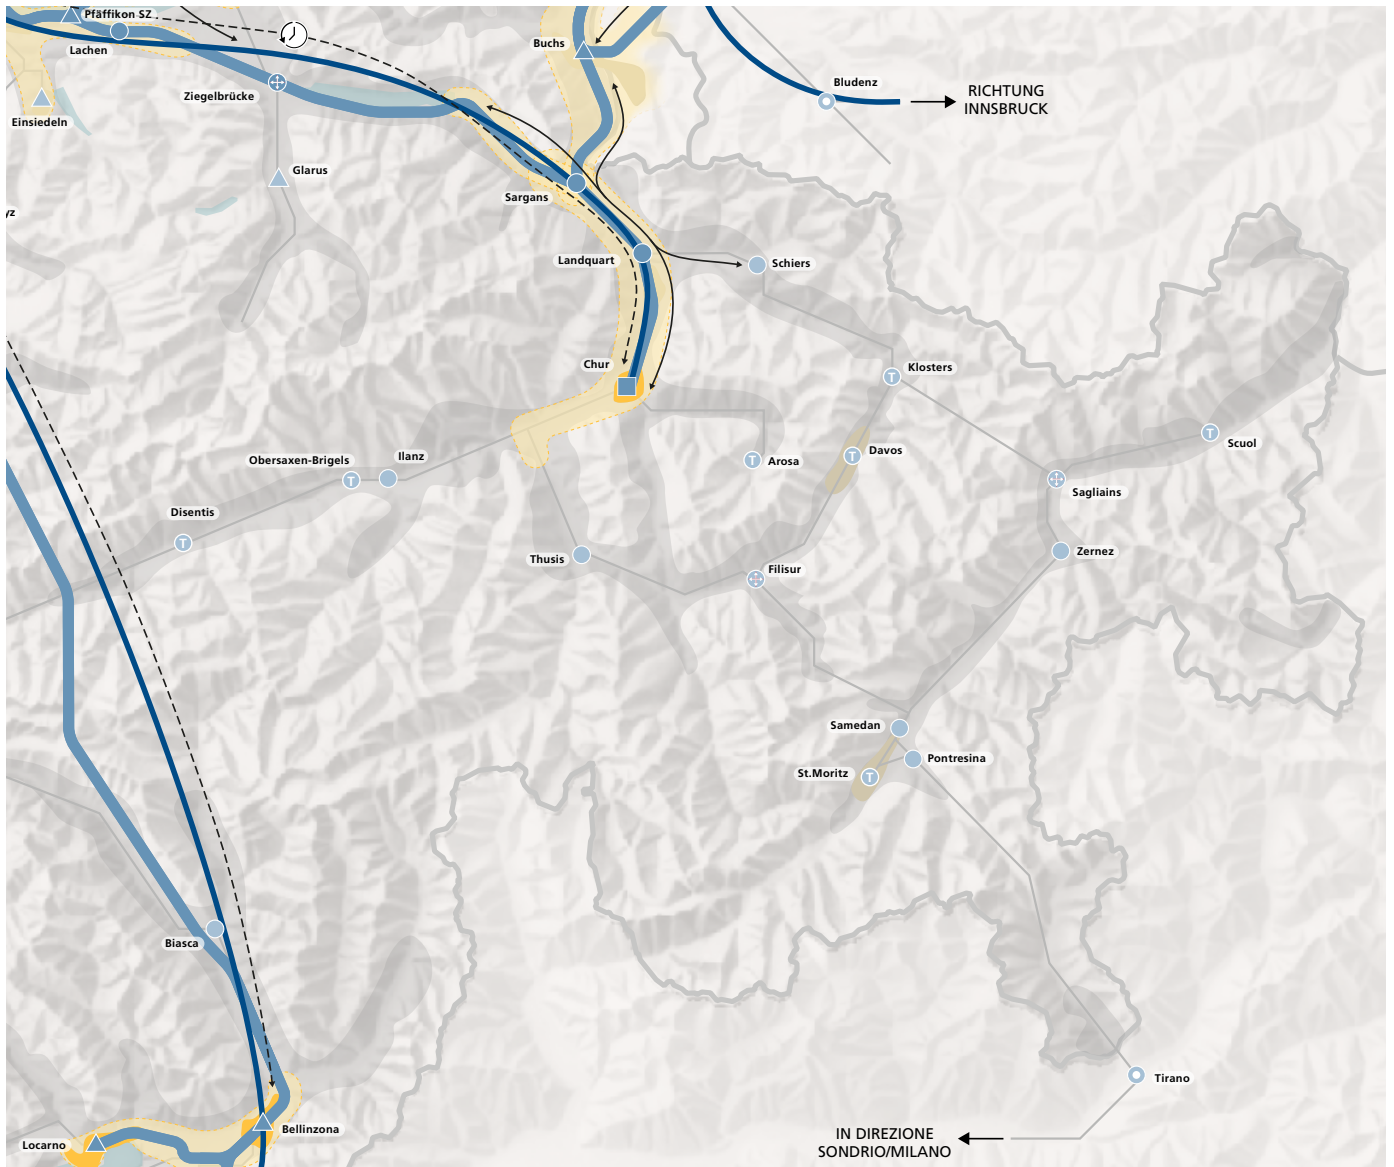 Pfäffikon SZ
Lachen
Buchs
Ziegelbrücke
Bludenz
RICHTUNG
INNSBRUCK
Einsiedeln
Glarus
Sargans
yz
Landquart
Schiers
Chur
Klosters
Obersaxen-Brigels
Ilanz
T
T
Arosa
T
Davos
T
Scuol
T
Sagliains
Disentis
T
Thusis
Filisur
Zernez
Samedan
Pontresina
St.Moritz
T
Biasca
Tirano
Bellinzona
Locarno
IN DIREZIONE
SONDRIO/MILANO